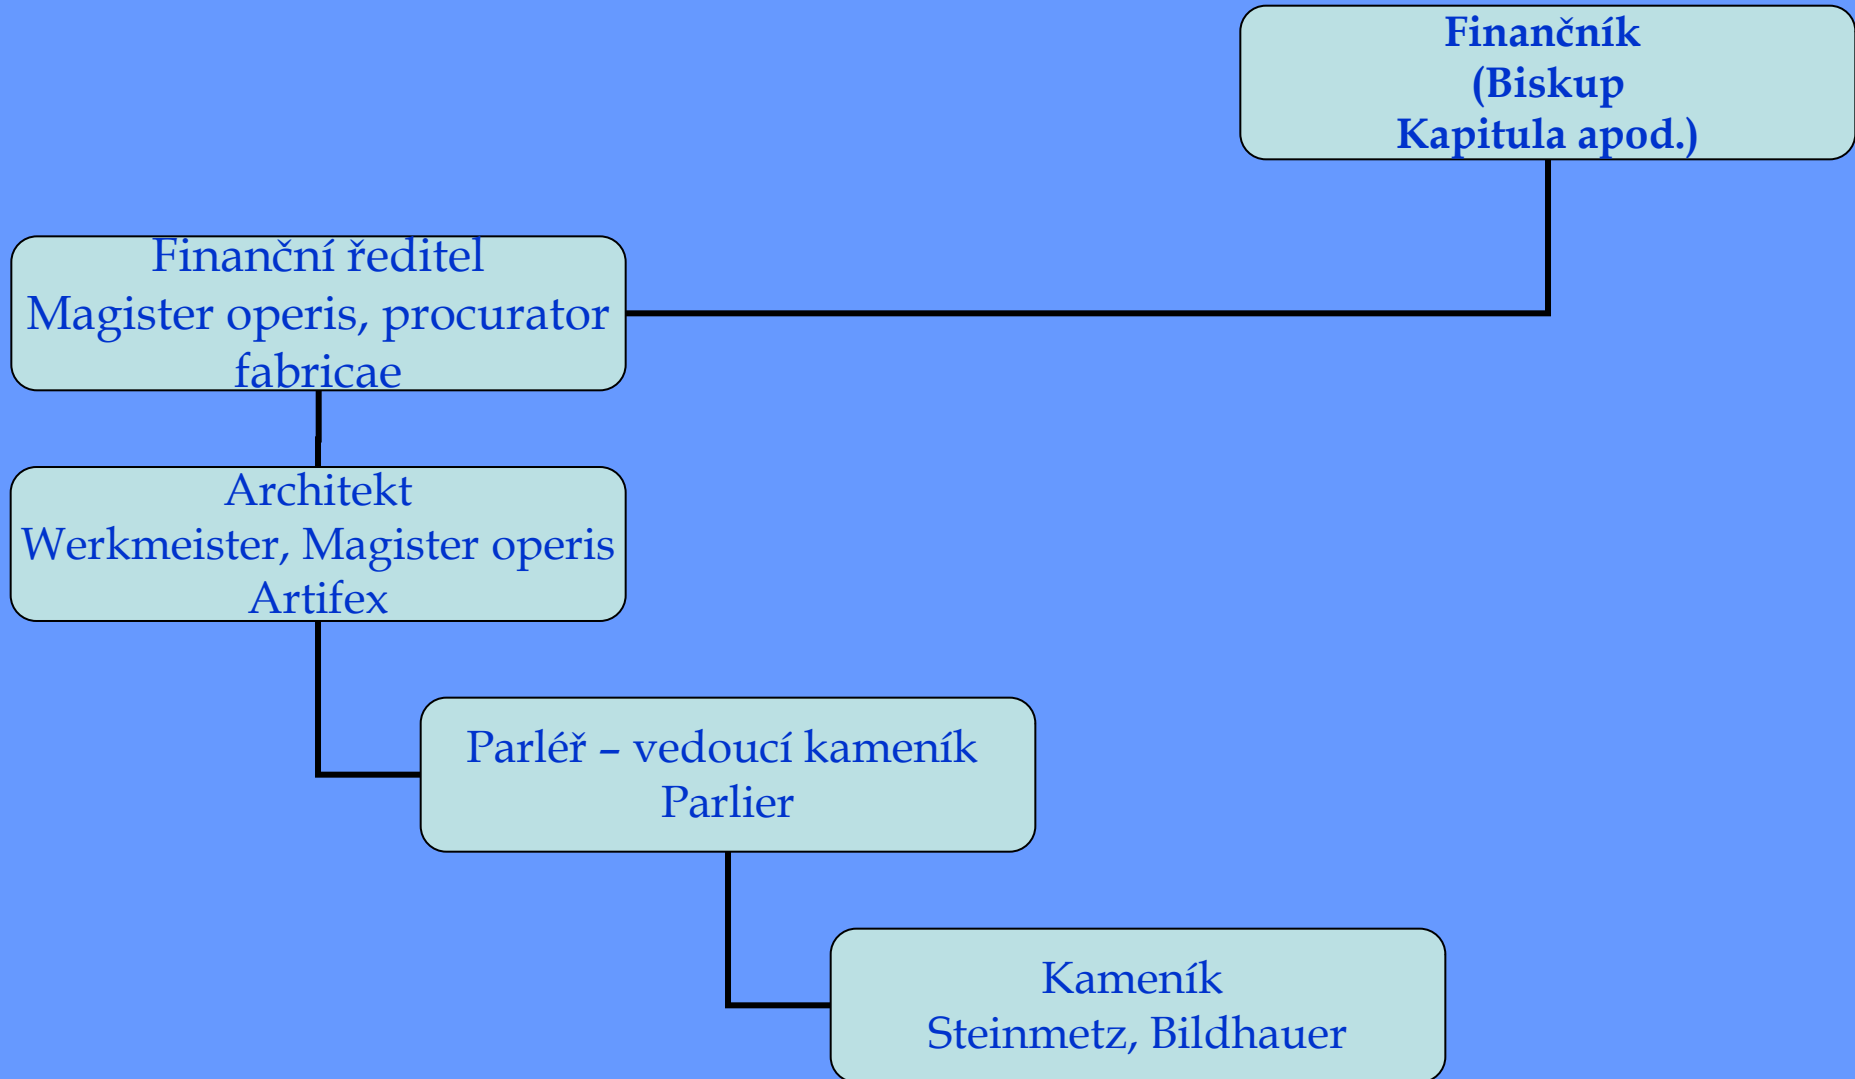 Finančník
(Biskup
Kapitula apod.)
Finanční ředitel
Magister operis, procurator
fabricae
Architekt
Werkmeister, Magister operis
Artifex
Parléř – vedoucí kameník
Parlier
Kameník
Steinmetz, Bildhauer